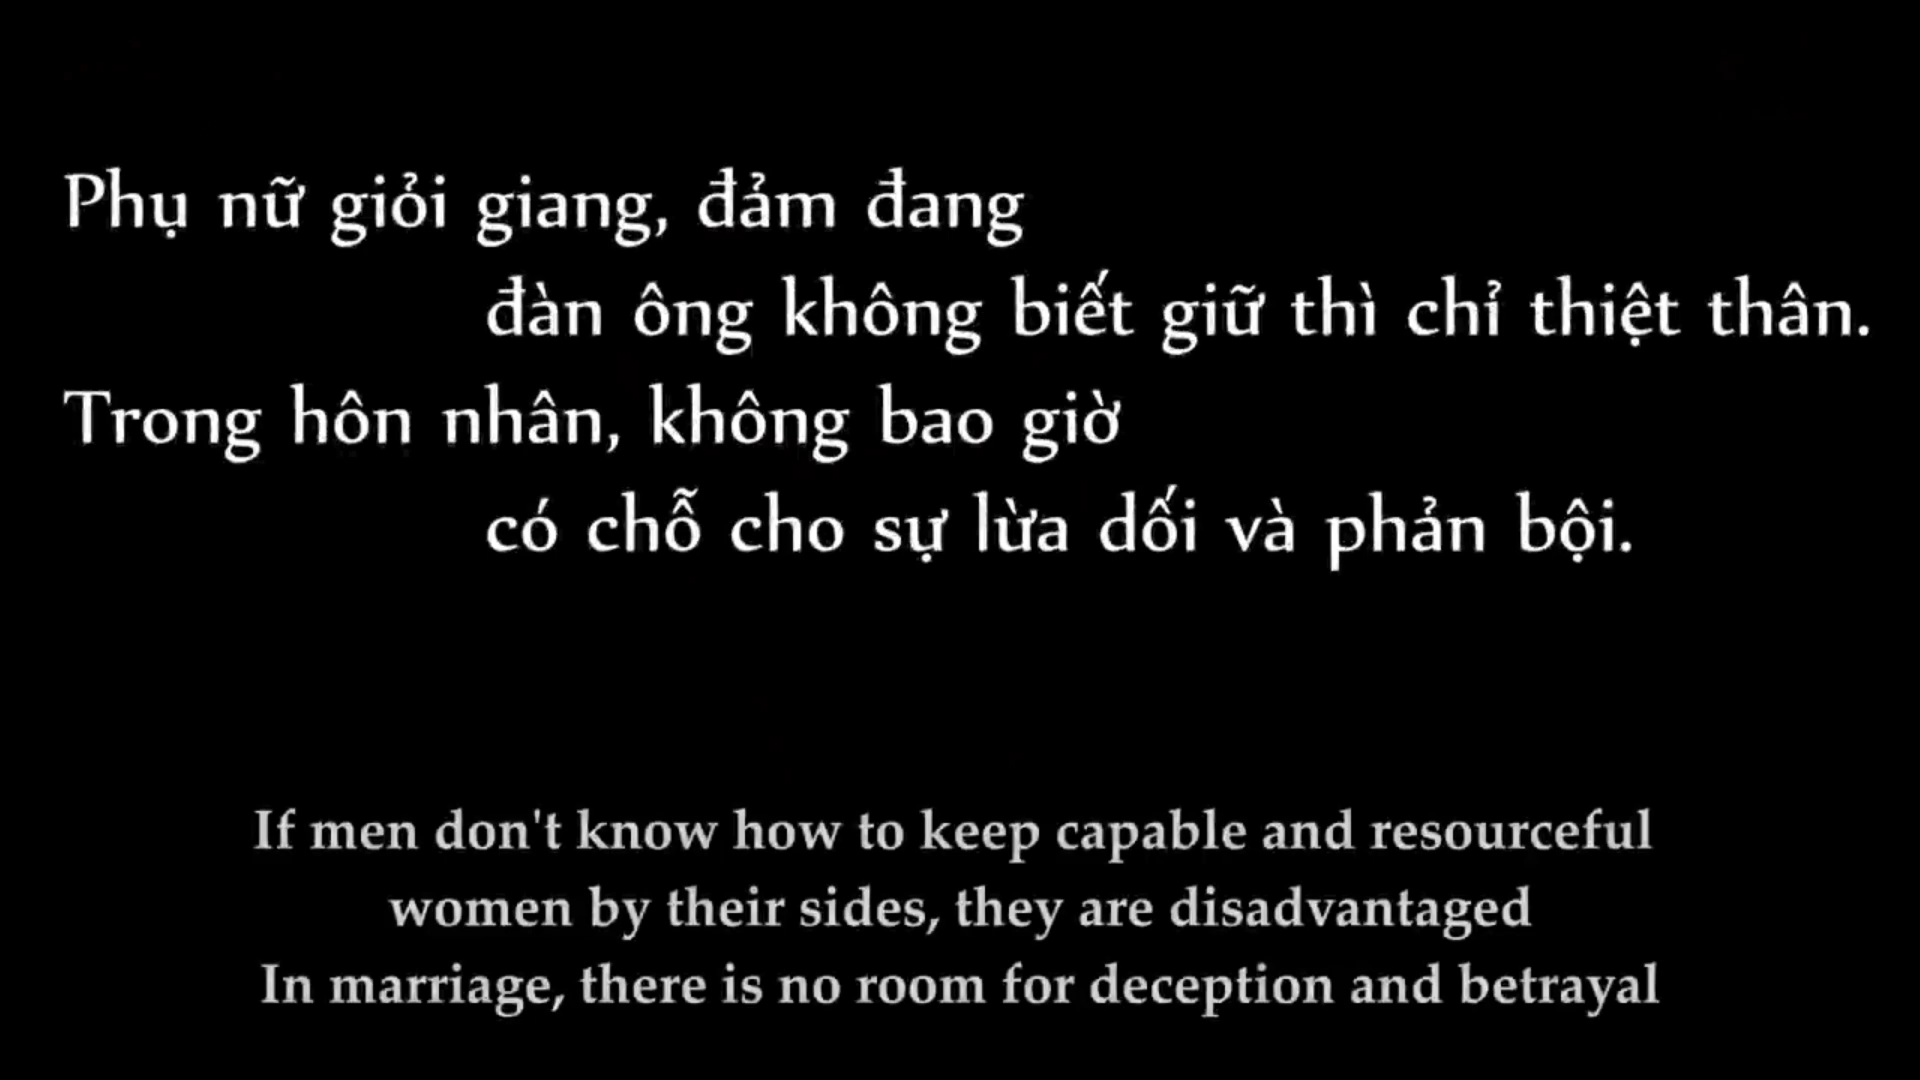 Phụ nữ giỏi giang, đảm đang
đàn ông không biết giữ thì chỉ thiệt thân.
Trong hôn nhân, không bao giờ
có chỗ cho sự lừa dối và phản bội.
If men don't know how to keep capable and resourceful
women by their sides, they are disadvantaged
In marriage, there is no room for deception and betrayal